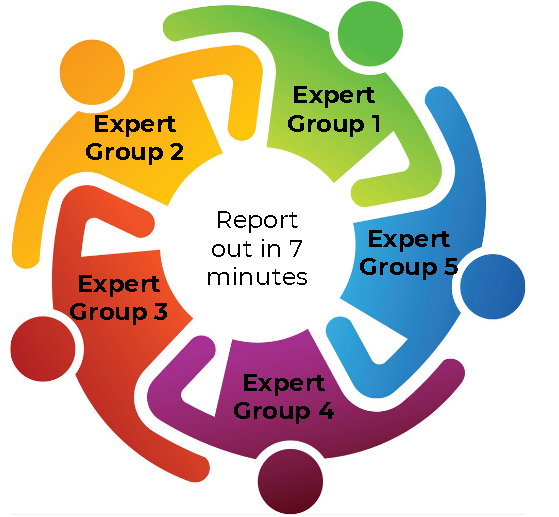 Expert
Group 1
Expert
Group 2
Report
out in 7
minutes
Expert
Group 5
Expert
Group 3
Expert
Group 4